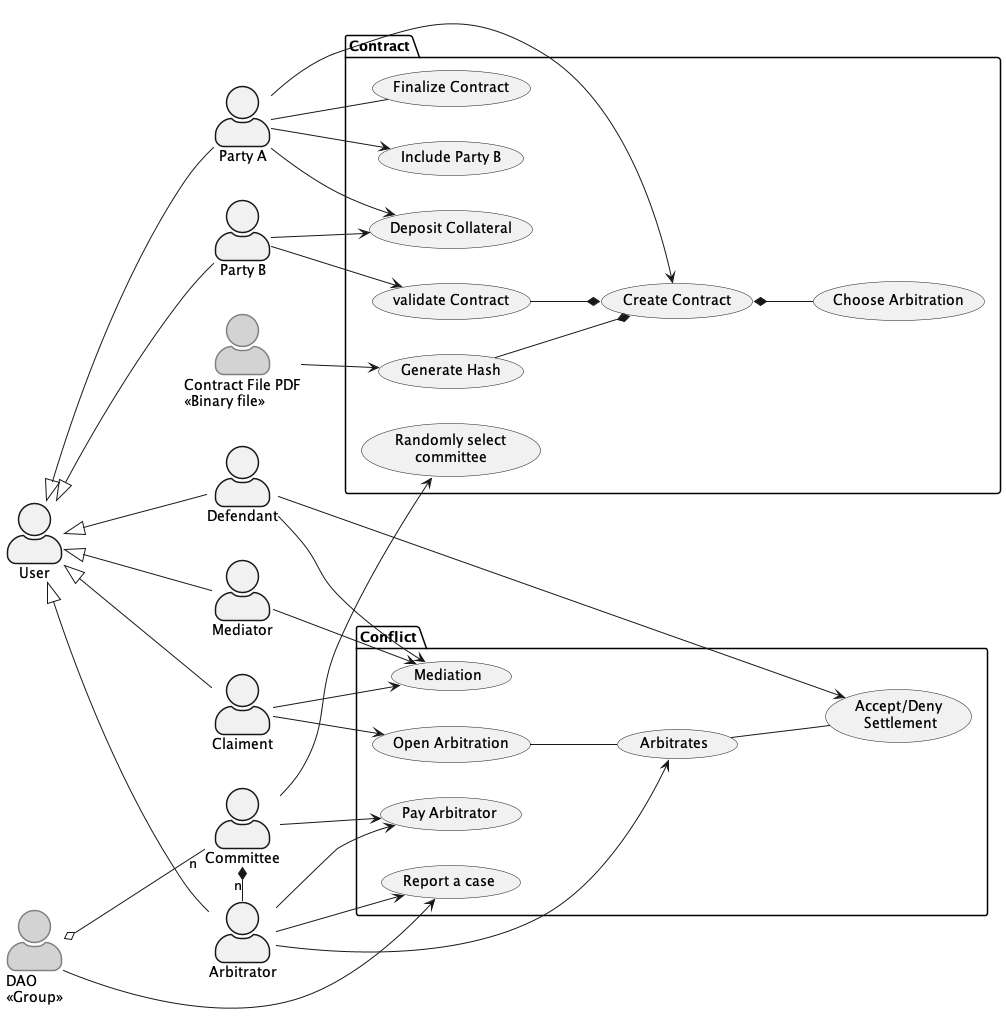 Contract
Finalize Contract
Party A
Include Party B
Deposit Collateral
Party B
validate Contract
Create Contract
Choose Arbitration
Generate Hash
Contract File PDF
«Binary file»
Randomly select
committee
Defendant
User
Mediator
Conflict
Mediation
Accept/Deny
Settlement
Claiment
Open Arbitration
Arbitrates
Pay Arbitrator
Committee
n
n
Report a case
Arbitrator
DAO
«Group»